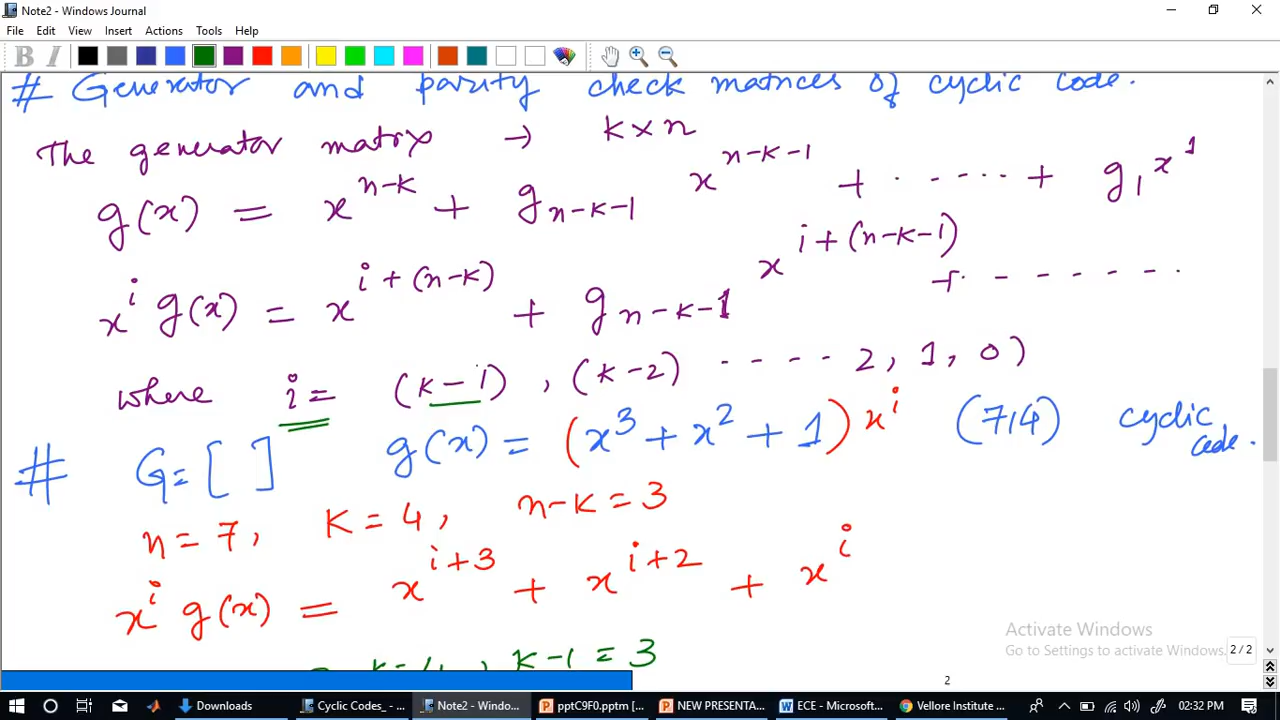 Note2 - Windows Journal
File Edit View Insert Actions Tools Help
B I
# Generator and parity check matrices of cyclic code.
The generator matrix → k × n
g(x) = x^{n-k} + g_{n-k-1} x^{n-k-1} + ...... + g_1 x^1
x^i g(x) = x^{i+(n-k)} + g_{n-k-1} x^{i+(n-k-1)} + - - - - - -
where i = (k-1), (k-2) - - - - 2, 1, 0)
# G = [ ] g(x) = (x^3 + x^2 + 1) x^i (7,4) cyclic code.
n = 7, k = 4, n-k = 3
x^i g(x) = x^{i+3} + x^{i+2} + x^i
k-1 = 3
Activate Windows
Go to Settings to activate Windows.
2 / 2
2
Downloads
Cyclic Codes_ - ...
Note2 - Windo...
pptC9F0.pptm [...
NEW PRESENTA...
ECE - Microsoft...
Vellore Institute ...
02:32 PM